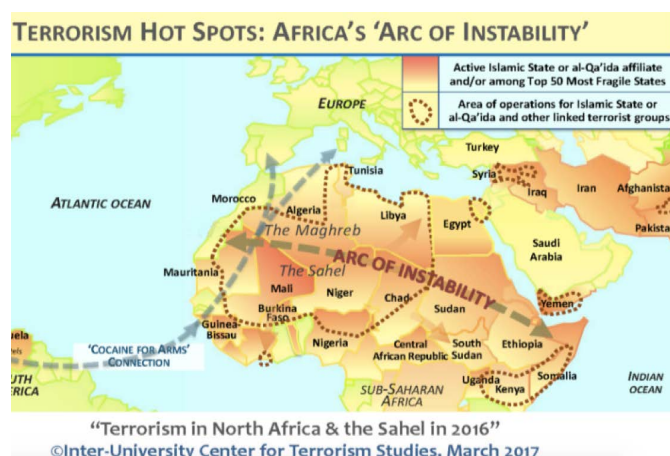 TERRORISM HOT SPOTS: AFRICA'S 'ARC OF INSTABILITY'
Active Islamic State or al-Qa'ida affiliate
and/or among Top 50 Most Fragile States
Area of operations for Islamic State or
al-Qa'ida and other linked terrorist groups
EUROPE
Turkey
Tunisia
Syria
Iraq
Iran
Afghanista
ATLANTIC OCEAN
Morocco
Algeria
Libya
Egypt
Pakista
The Maghreb
Saudi
Arabia
ARC OF INSTABILITY
Mauritania
The Sahel
Mali
Niger
Chad
Sudan
Yemen
Burkina
Faso
Guinea-
Bissau
Nigeria
Central
African Republic
South
Sudan
Ethiopia
uela
'COCAINE FOR ARMS'
CONNECTION
UTH
ERICA
SUB-SAHARAN
AFRICA
Uganda
Kenya
Somalia
INDIAN
OCEAN
"Terrorism in North Africa & the Sahel in 2016"
©Inter-University Center for Terrorism Studies, March 2017